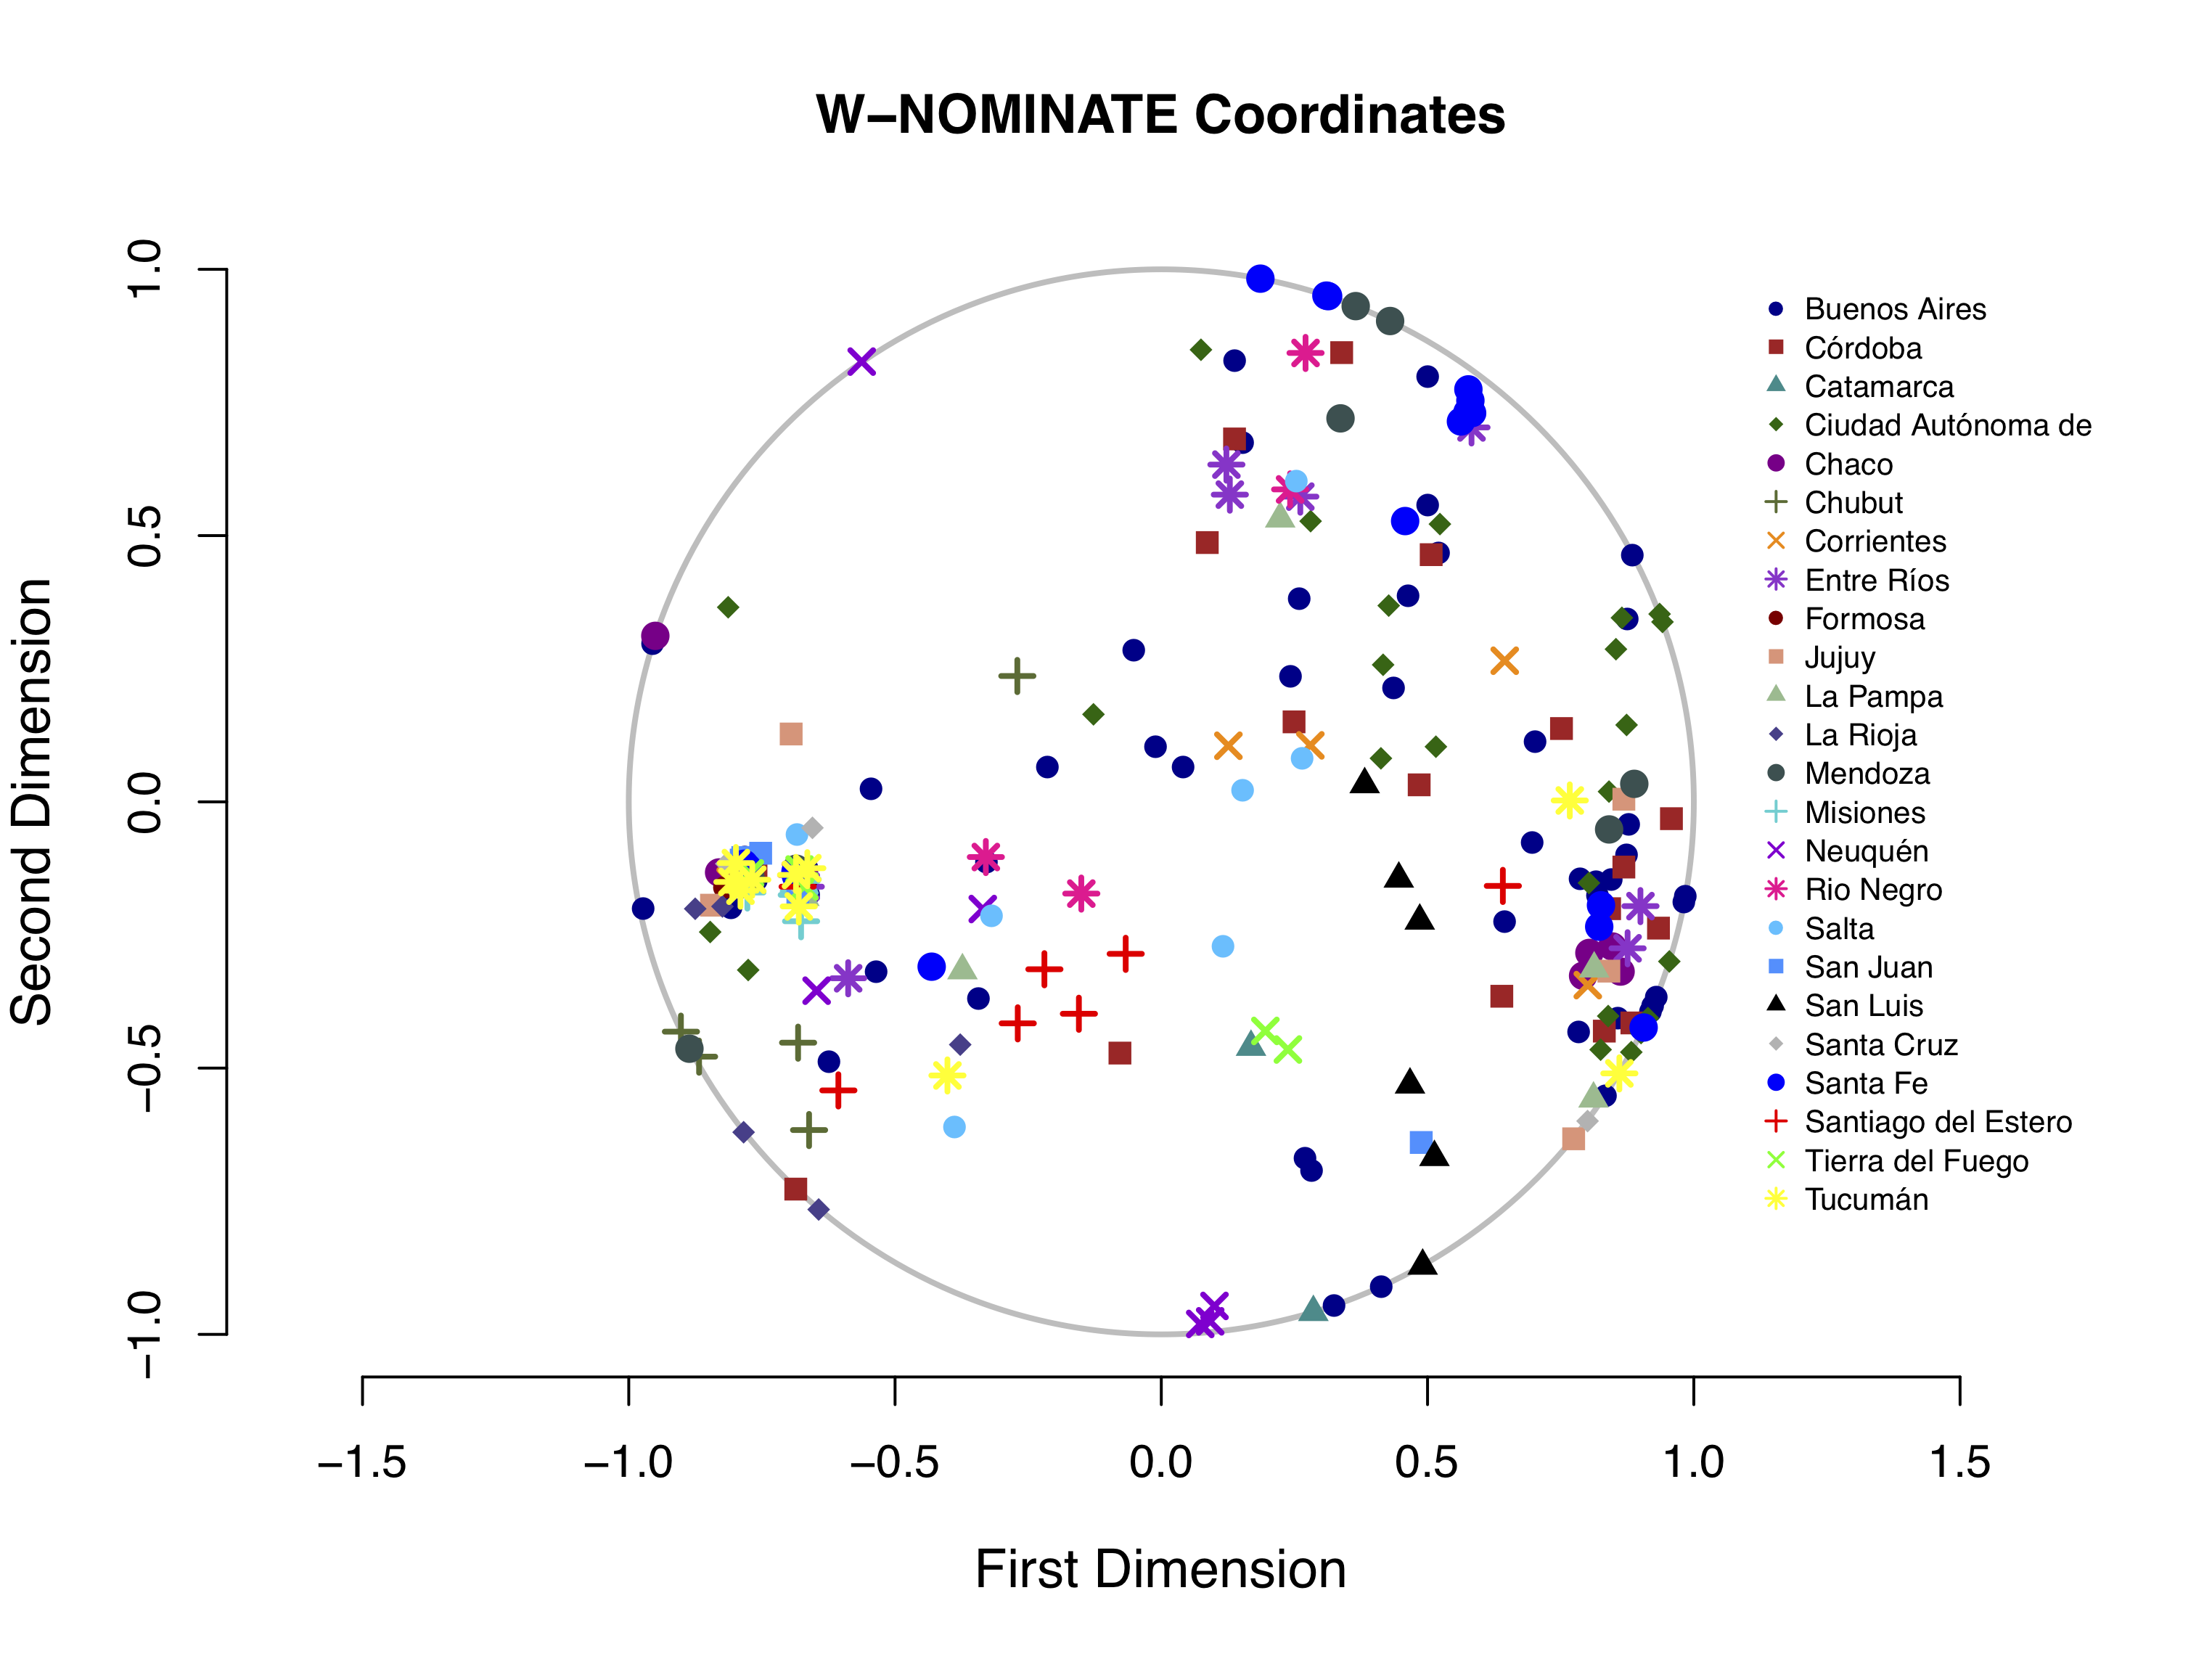 W−NOMINATE Coordinates
Second Dimension
1.0
0.5
0.0
−0.5
−1.0
Buenos Aires
Córdoba
Catamarca
Ciudad Autónoma de
Chaco
Chubut
Corrientes
Entre Ríos
Formosa
Jujuy
La Pampa
La Rioja
Mendoza
Misiones
Neuquén
Rio Negro
Salta
San Juan
San Luis
Santa Cruz
Santa Fe
Santiago del Estero
Tierra del Fuego
Tucumán
−1.5 −1.0 −0.5 0.0 0.5 1.0 1.5
First Dimension